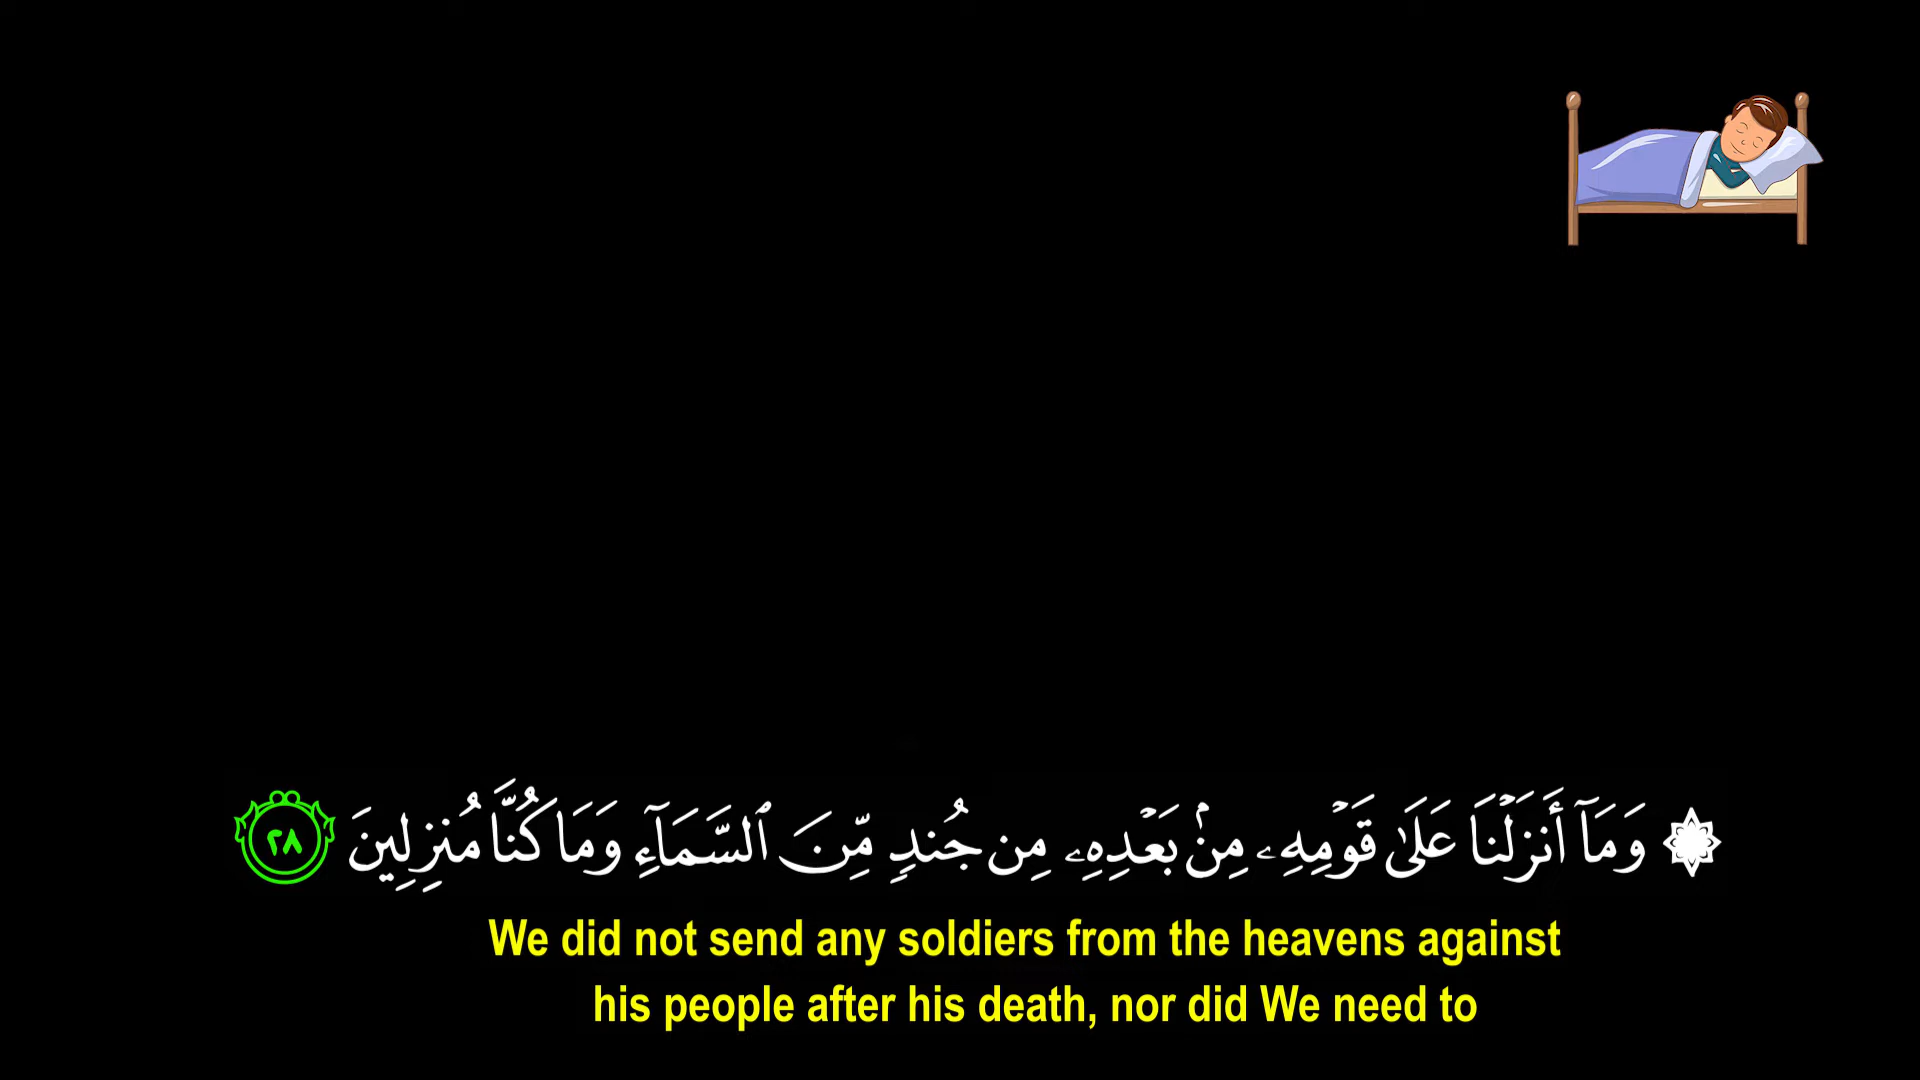 ۞ وَمَآ أَنزَلۡنَا عَلَىٰ قَوۡمِهِۦ مِنۢ بَعۡدِهِۦ مِن جُندٖ مِّنَ ٱلسَّمَآءِ وَمَا كُنَّا مُنزِلِينَ ٢٨
We did not send any soldiers from the heavens against
his people after his death, nor did We need to